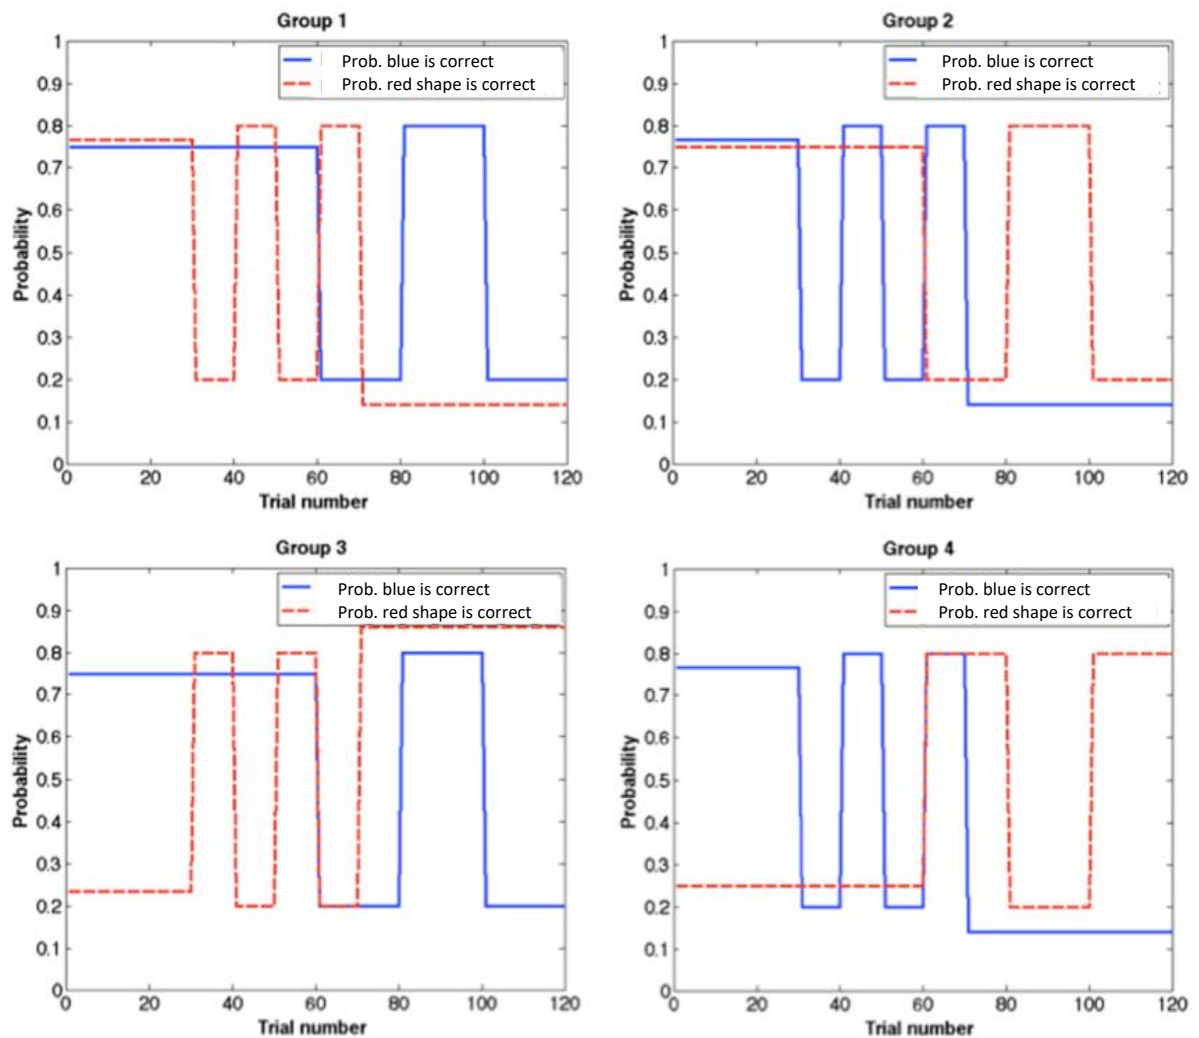 Group 1
1
0.9
0.8
0.7
0.6
0.5
0.4
0.3
0.2
0.1
0
Probability
Prob. blue is correct
Prob. red shape is correct
0 20 40 60 80 100 120
Trial number
Group 2
1
0.9
0.8
0.7
0.6
0.5
0.4
0.3
0.2
0.1
0
Probability
Prob. blue is correct
Prob. red shape is correct
0 20 40 60 80 100 120
Trial number
Group 3
1
0.9
0.8
0.7
0.6
0.5
0.4
0.3
0.2
0.1
0
Probability
Prob. blue is correct
Prob. red shape is correct
0 20 40 60 80 100 120
Trial number
Group 4
1
0.9
0.8
0.7
0.6
0.5
0.4
0.3
0.2
0.1
0
Probability
Prob. blue is correct
Prob. red shape is correct
0 20 40 60 80 100 120
Trial number